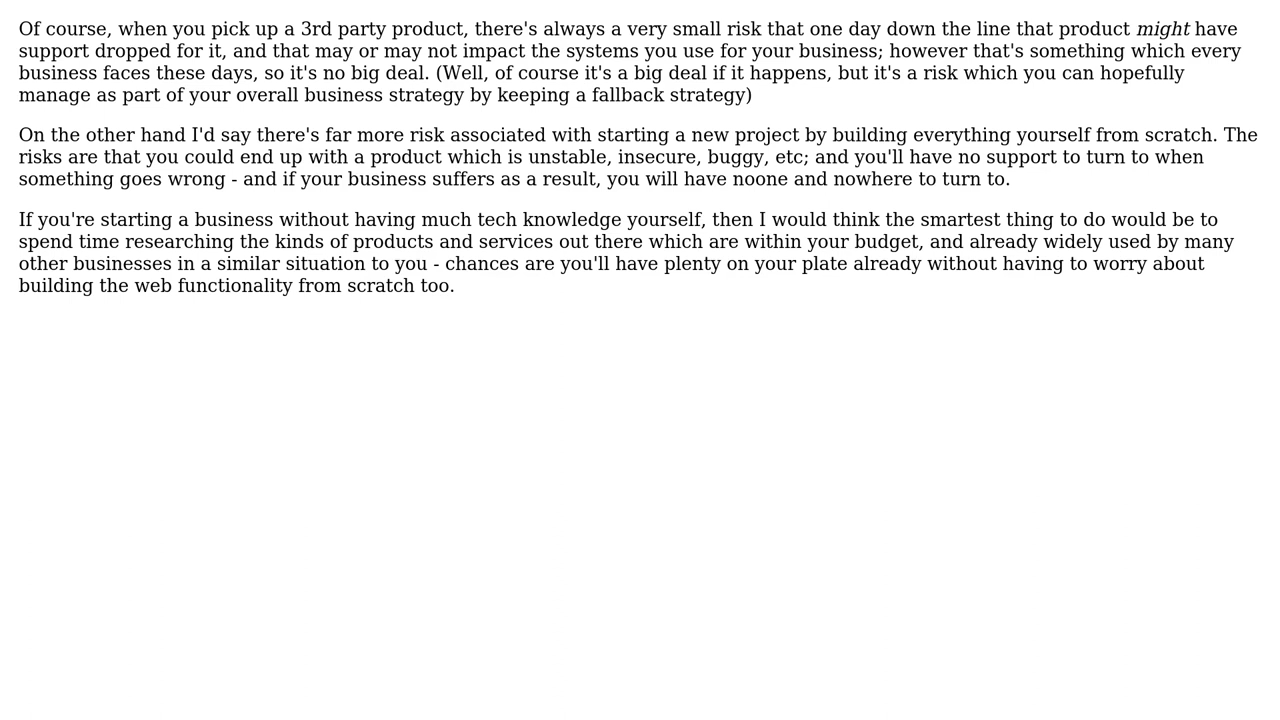 Of course, when you pick up a 3rd party product, there's always a very small risk that one day down the line that product might have
support dropped for it, and that may or may not impact the systems you use for your business; however that's something which every
business faces these days, so it's no big deal. (Well, of course it's a big deal if it happens, but it's a risk which you can hopefully
manage as part of your overall business strategy by keeping a fallback strategy)
On the other hand I'd say there's far more risk associated with starting a new project by building everything yourself from scratch. The
risks are that you could end up with a product which is unstable, insecure, buggy, etc; and you'll have no support to turn to when
something goes wrong - and if your business suffers as a result, you will have noone and nowhere to turn to.
If you're starting a business without having much tech knowledge yourself, then I would think the smartest thing to do would be to
spend time researching the kinds of products and services out there which are within your budget, and already widely used by many
other businesses in a similar situation to you - chances are you'll have plenty on your plate already without having to worry about
building the web functionality from scratch too.